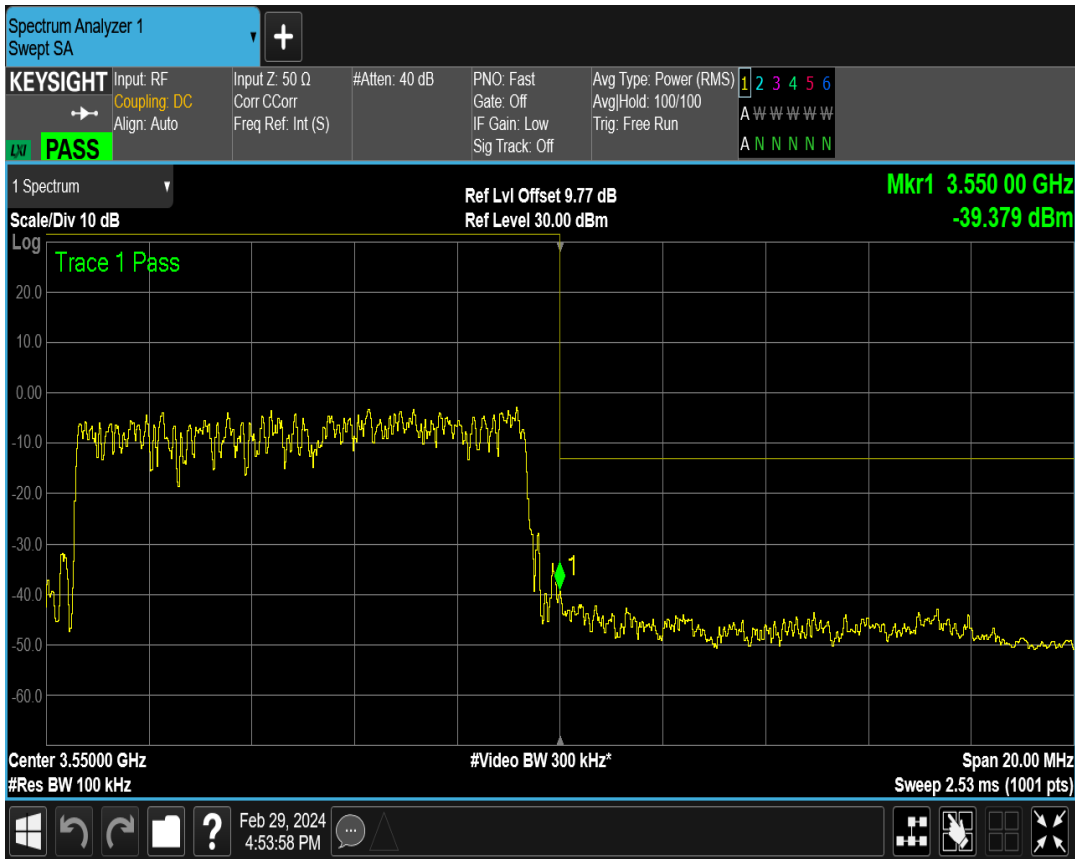 Spectrum Analyzer 1
Swept SA
+
KEYSIGHT
LXI PASS
Input: RF
Coupling: DC
Align: Auto
Input Z: 50 Ω
Corr CCorr
Freq Ref: Int (S)
#Atten: 40 dB
PNO: Fast
Gate: Off
IF Gain: Low
Sig Track: Off
Avg Type: Power (RMS)
Avg|Hold: 100/100
Trig: Free Run
1 2 3 4 5 6
A W W W W W
A N N N N N
1 Spectrum
Scale/Div 10 dB
Ref Lvl Offset 9.77 dB
Ref Level 30.00 dBm
Mkr1 3.550 00 GHz
-39.379 dBm
Log
Trace 1 Pass
20.0
10.0
0.00
-10.0
-20.0
-30.0
1
-40.0
-50.0
-60.0
Center 3.55000 GHz
#Res BW 100 kHz
#Video BW 300 kHz*
Span 20.00 MHz
Sweep 2.53 ms (1001 pts)
?
Feb 29, 2024
4:53:58 PM